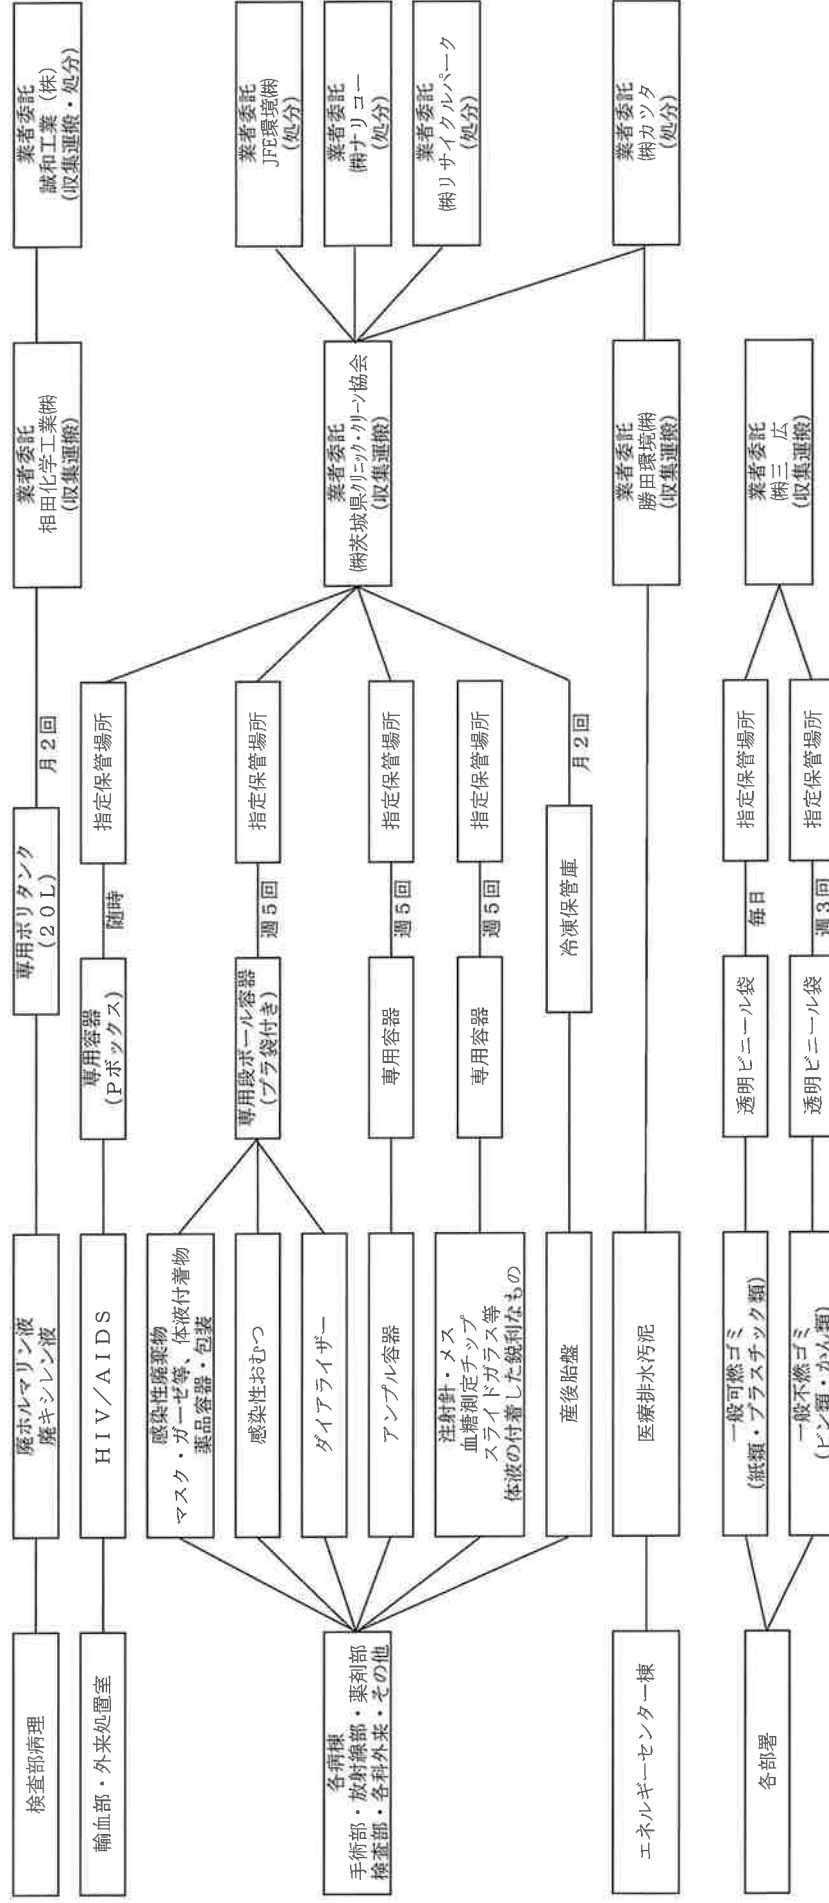 検査部病理
廃ホルマリン液
廃キシレン液
専用ポリタンク
(20L)
月2回
業者委託
相田化学工業㈱
(収集運搬)
業者委託
誠和工業（株）
(収集運搬・処分)
輸血部・外来処置室
HIV/AIDS
専用容器
(Pボックス)
随時
指定保管場所
各病棟
手術部・放射線部・薬剤部
検査部・各科外来・その他
感染性廃棄物
マスク・ガーゼ等、体液付着物
薬品容器・包装
感染性おむつ
ダイアライザー
専用段ボール容器
(プラ袋付き)
週5回
指定保管場所
アンプル容器
専用容器
週5回
指定保管場所
注射針・メス
血糖測定チップ
スライドガラス等
体液の付着した鋭利なもの
専用容器
週5回
指定保管場所
産後胎盤
冷凍保管庫
月2回
業者委託
㈱茨城県クリニック・クリーン協会
(収集運搬)
業者委託
JFE環境㈱
(処分)
業者委託
㈱ナリコー
(処分)
業者委託
㈱リサイクルパーク
(処分)
エネルギーセンター棟
医療排水汚泥
業者委託
勝田環境㈱
(収集運搬)
業者委託
㈱カツタ
(処分)
各部署
一般可燃ゴミ
(紙類・プラスチック類)
透明ビニール袋
毎日
指定保管場所
一般不燃ゴミ
(ビン類・かん類)
透明ビニール袋
週3回
指定保管場所
業者委託
㈱三　広
(収集運搬)